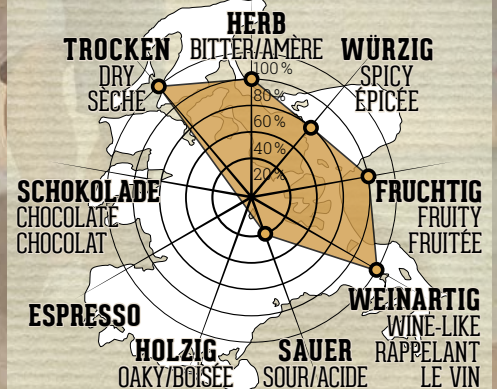 HERB
BITTER/AMÈRE
TROCKEN
DRY
SÈCHE
WÜRZIG
SPICY
ÉPICÉE
100%
80%
60%
40%
20%
SCHOKOLADE
CHOCOLATE
CHOCOLAT
FRUCHTIG
FRUITY
FRUITÉE
ESPRESSO
WEINARTIG
WINE-LIKE
RAPPELANT
LE VIN
HOLZIG
OAKY/BOISÉE
SAUER
SOUR/ACIDE